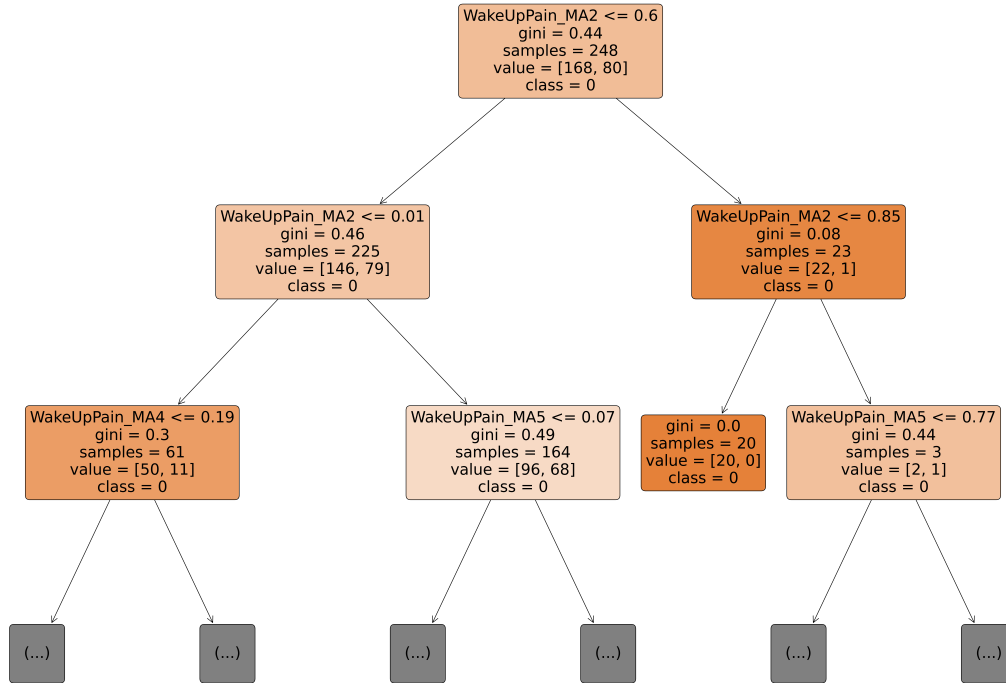 WakeUpPain_MA2 <= 0.6
gini = 0.44
samples = 248
value = [168, 80]
class = 0
WakeUpPain_MA2 <= 0.01
gini = 0.46
samples = 225
value = [146, 79]
class = 0
WakeUpPain_MA2 <= 0.85
gini = 0.08
samples = 23
value = [22, 1]
class = 0
WakeUpPain_MA4 <= 0.19
gini = 0.3
samples = 61
value = [50, 11]
class = 0
WakeUpPain_MA5 <= 0.07
gini = 0.49
samples = 164
value = [96, 68]
class = 0
gini = 0.0
samples = 20
value = [20, 0]
class = 0
WakeUpPain_MA5 <= 0.77
gini = 0.44
samples = 3
value = [2, 1]
class = 0
(...)
(...)
(...)
(...)
(...)
(...)